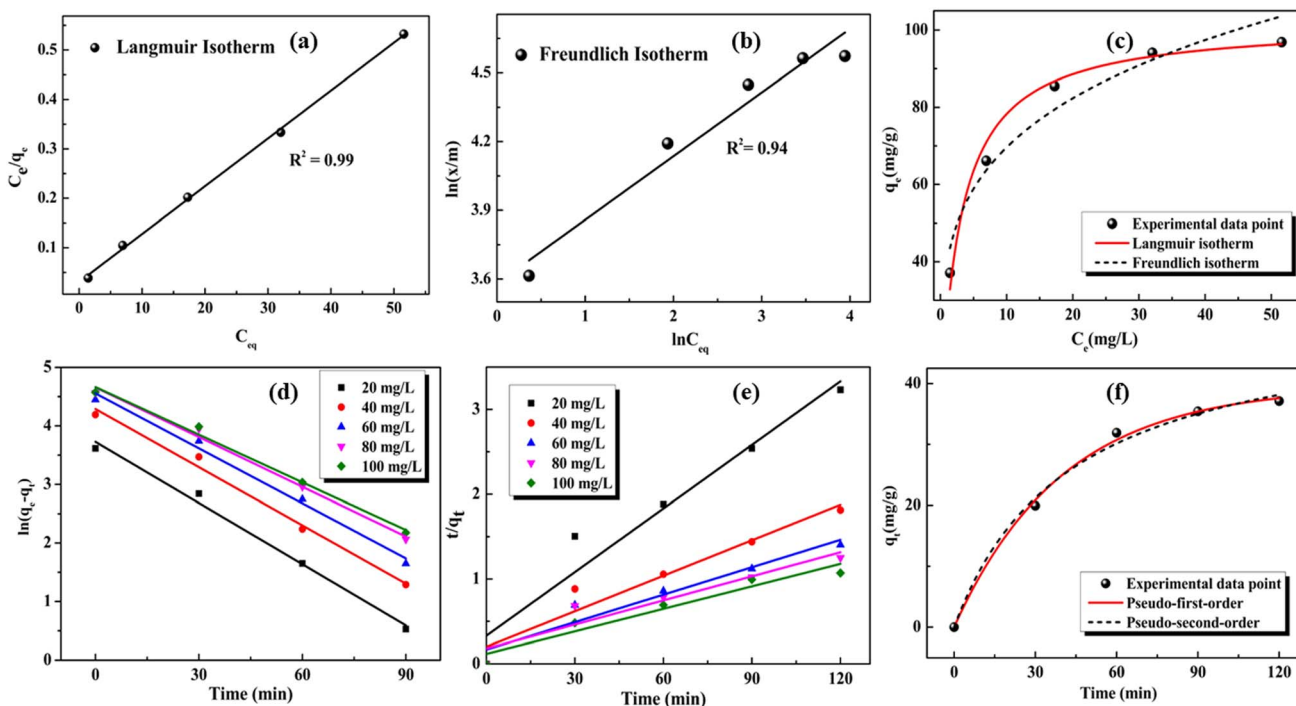 (a)
Langmuir Isotherm
R² = 0.99
C_e/q_e
0.5
0.4
0.3
0.2
0.1
0 10 20 30 40 50 60
C_eq
(b)
Freundlich Isotherm
R² = 0.94
ln(x/m)
4.5
4.2
3.9
3.6
0 1 2 3 4
lnC_eq
(c)
q_e(mg/g)
100
80
60
40
Experimental data point
Langmuir isotherm
Freundlich isotherm
0 10 20 30 40 50
C_e(mg/L)
(d)
ln(q_e-q_t)
5
4
3
2
1
0
20 mg/L
40 mg/L
60 mg/L
80 mg/L
100 mg/L
0 30 60 90
Time (min)
(e)
t/q_t
3
2
1
0
20 mg/L
40 mg/L
60 mg/L
80 mg/L
100 mg/L
30 60 90 120
Time (min)
(f)
q_t(mg/g)
40
20
0
Experimental data point
Pseudo-first-order
Pseudo-second-order
0 30 60 90 120
Time (min)